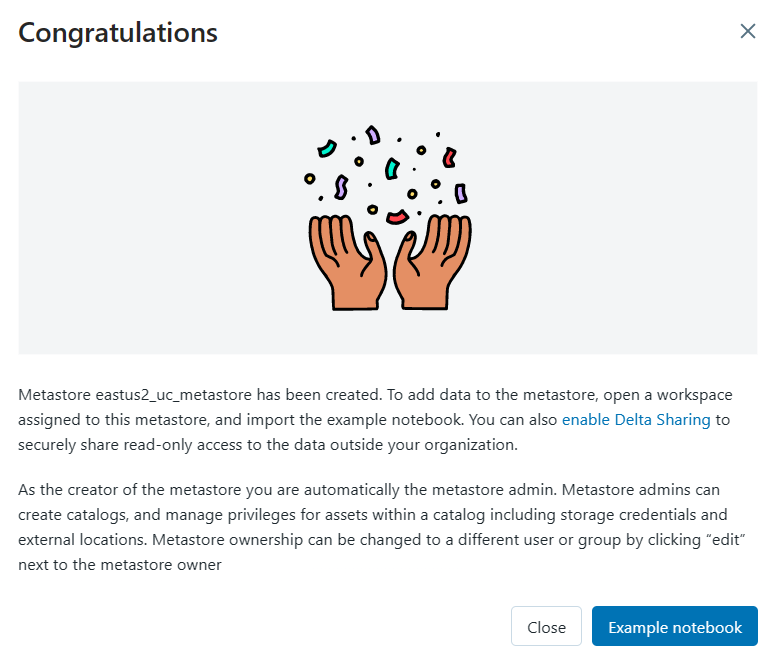 Congratulations
Metastore eastus2_uc_metastore has been created. To add data to the metastore, open a workspace
assigned to this metastore, and import the example notebook. You can also enable Delta Sharing to
securely share read-only access to the data outside your organization.
As the creator of the metastore you are automatically the metastore admin. Metastore admins can
create catalogs, and manage privileges for assets within a catalog including storage credentials and
external locations. Metastore ownership can be changed to a different user or group by clicking “edit”
next to the metastore owner
Close
Example notebook